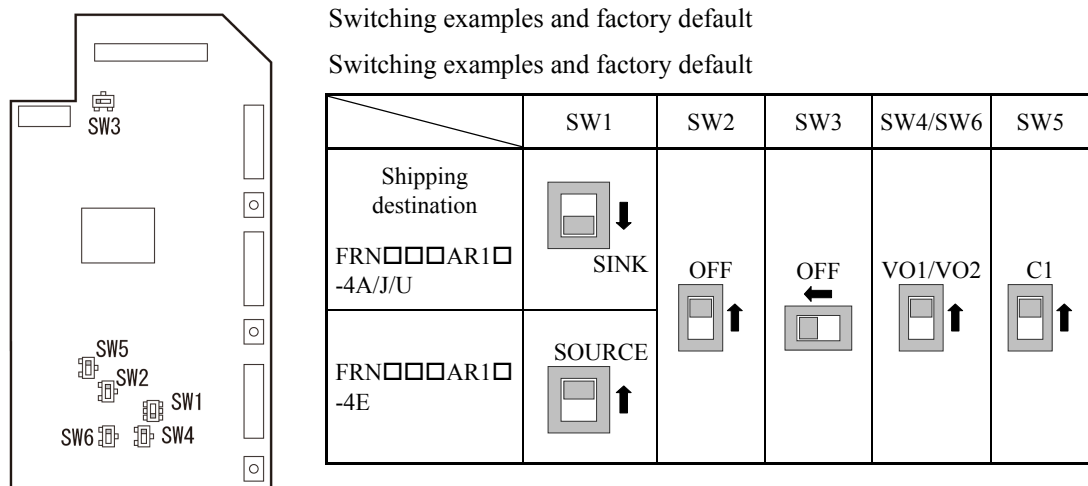 Switching examples and factory default
Switching examples and factory default
SW1 SW2 SW3 SW4/SW6 SW5
Shipping
destination
FRN□□□AR1□
-4A/J/U
SINK
OFF
OFF
VO1/VO2
C1
FRN□□□AR1□
-4E
SOURCE
SW3
SW5
SW2
SW1
SW6
SW4